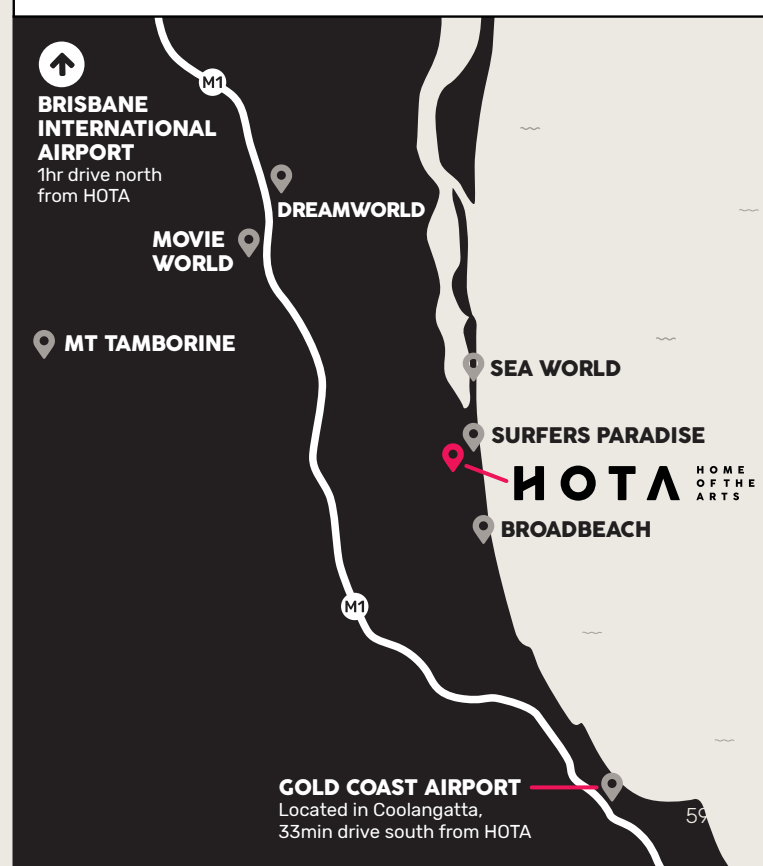 M1
BRISBANE
INTERNATIONAL
AIRPORT
1hr drive north
from HOTA
DREAMWORLD
MOVIE
WORLD
MT TAMBORINE
SEA WORLD
SURFERS PARADISE
HOTA
HOME
OF THE
ARTS
BROADBEACH
M1
GOLD COAST AIRPORT
Located in Coolangatta,
33min drive south from HOTA
59